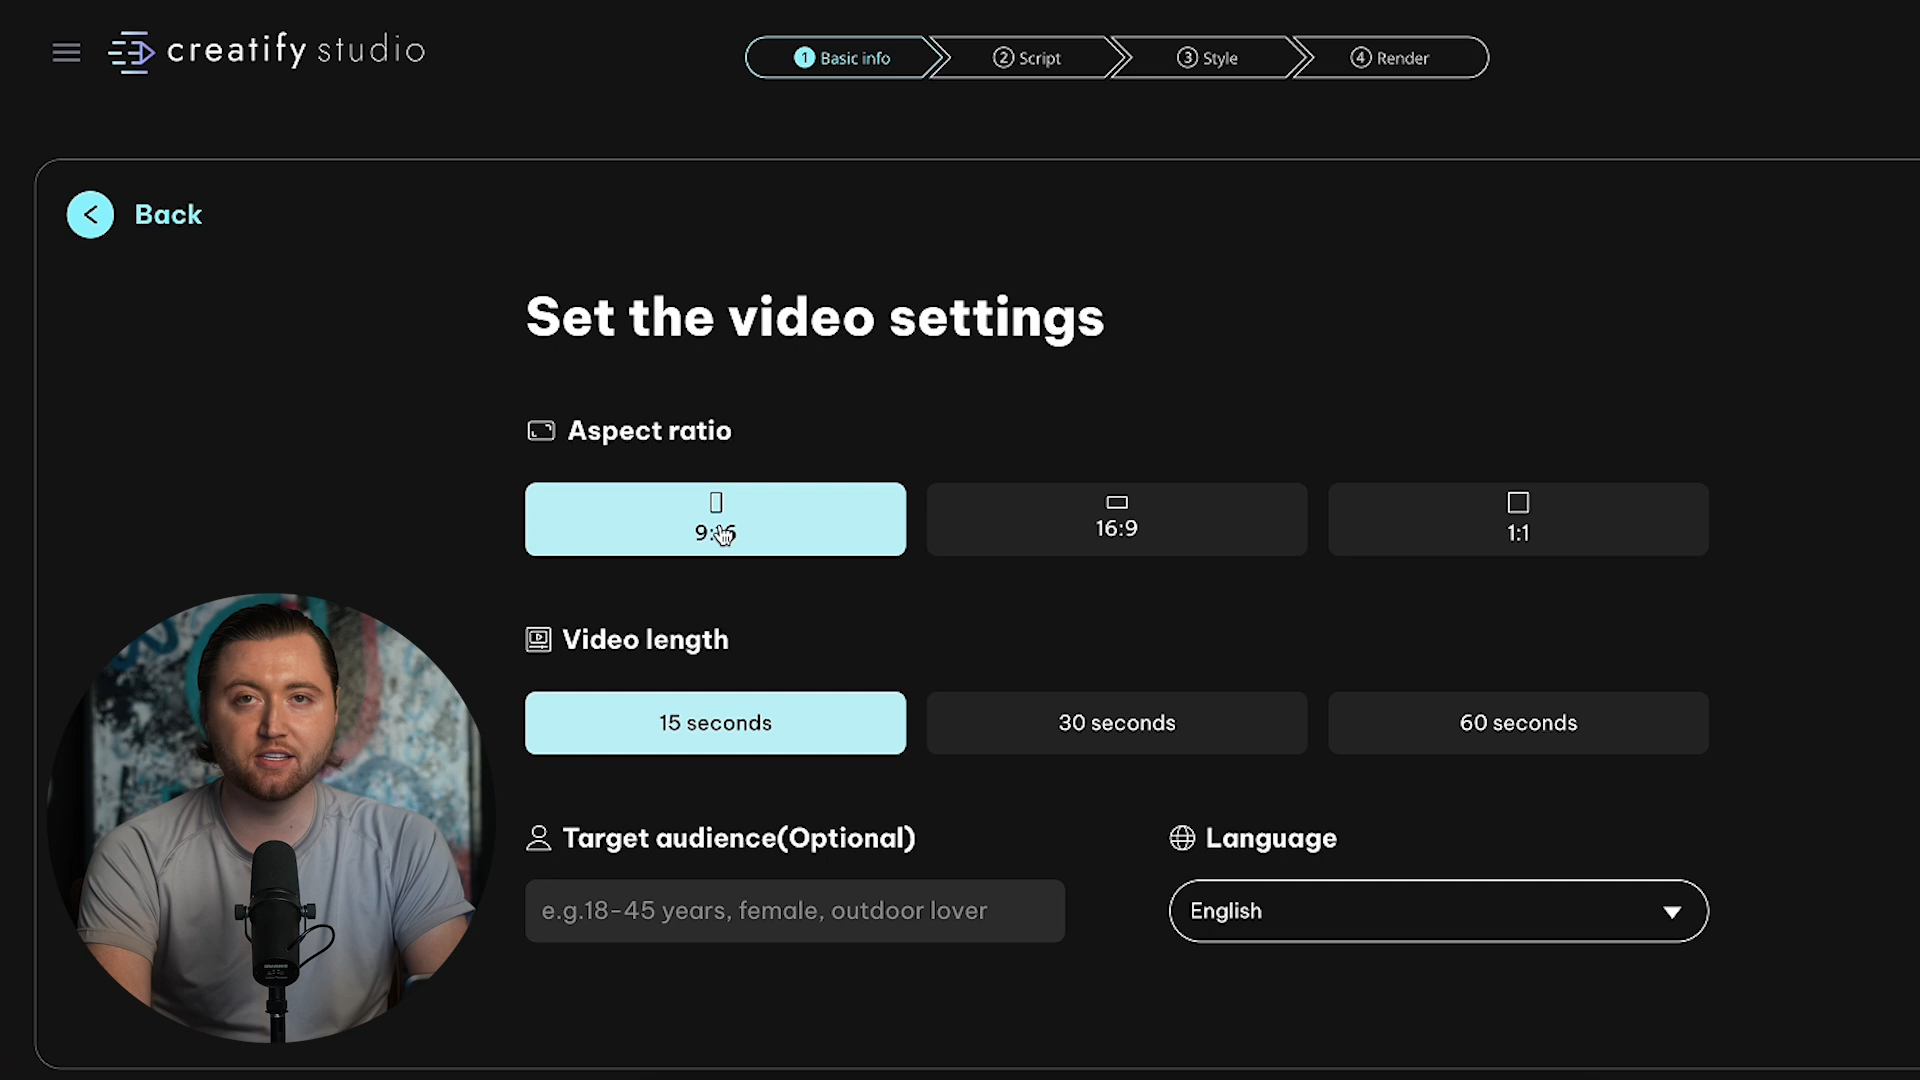 creatify studio
1 Basic info
2 Script
3 Style
4 Render
Back
Set the video settings
Aspect ratio
16:9
1:1
Video length
15 seconds
30 seconds
60 seconds
Target audience(Optional)
Language
e.g.18-45 years, female, outdoor lover
English